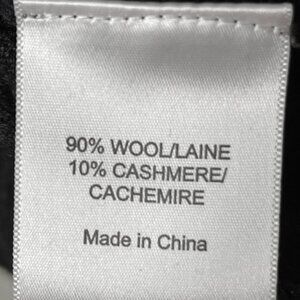 90% WOOL/LAINE
10% CASHMERE/
CACHEMIRE
Made in China